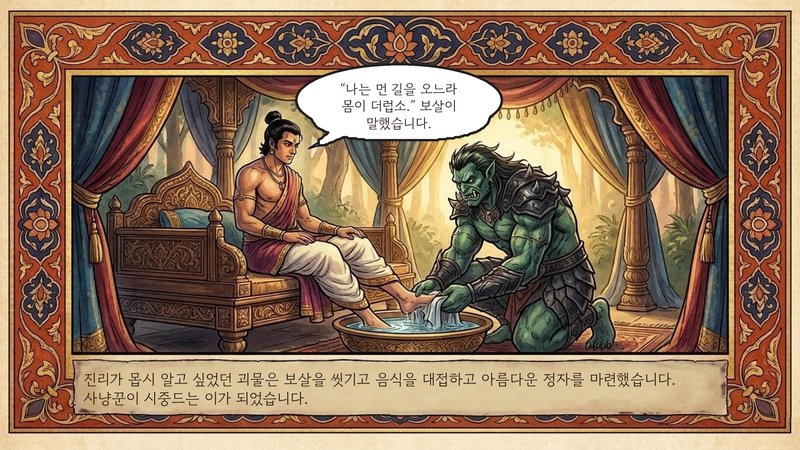 “나는 먼 길을 오느라
몸이 더럽소.” 보살이
말했습니다.
진리가 몹시 알고 싶었던 괴물은 보살을 씻기고 음식을 대접하고 아름다운 정자를 마련했습니다.
사냥꾼이 시중드는 이가 되었습니다.